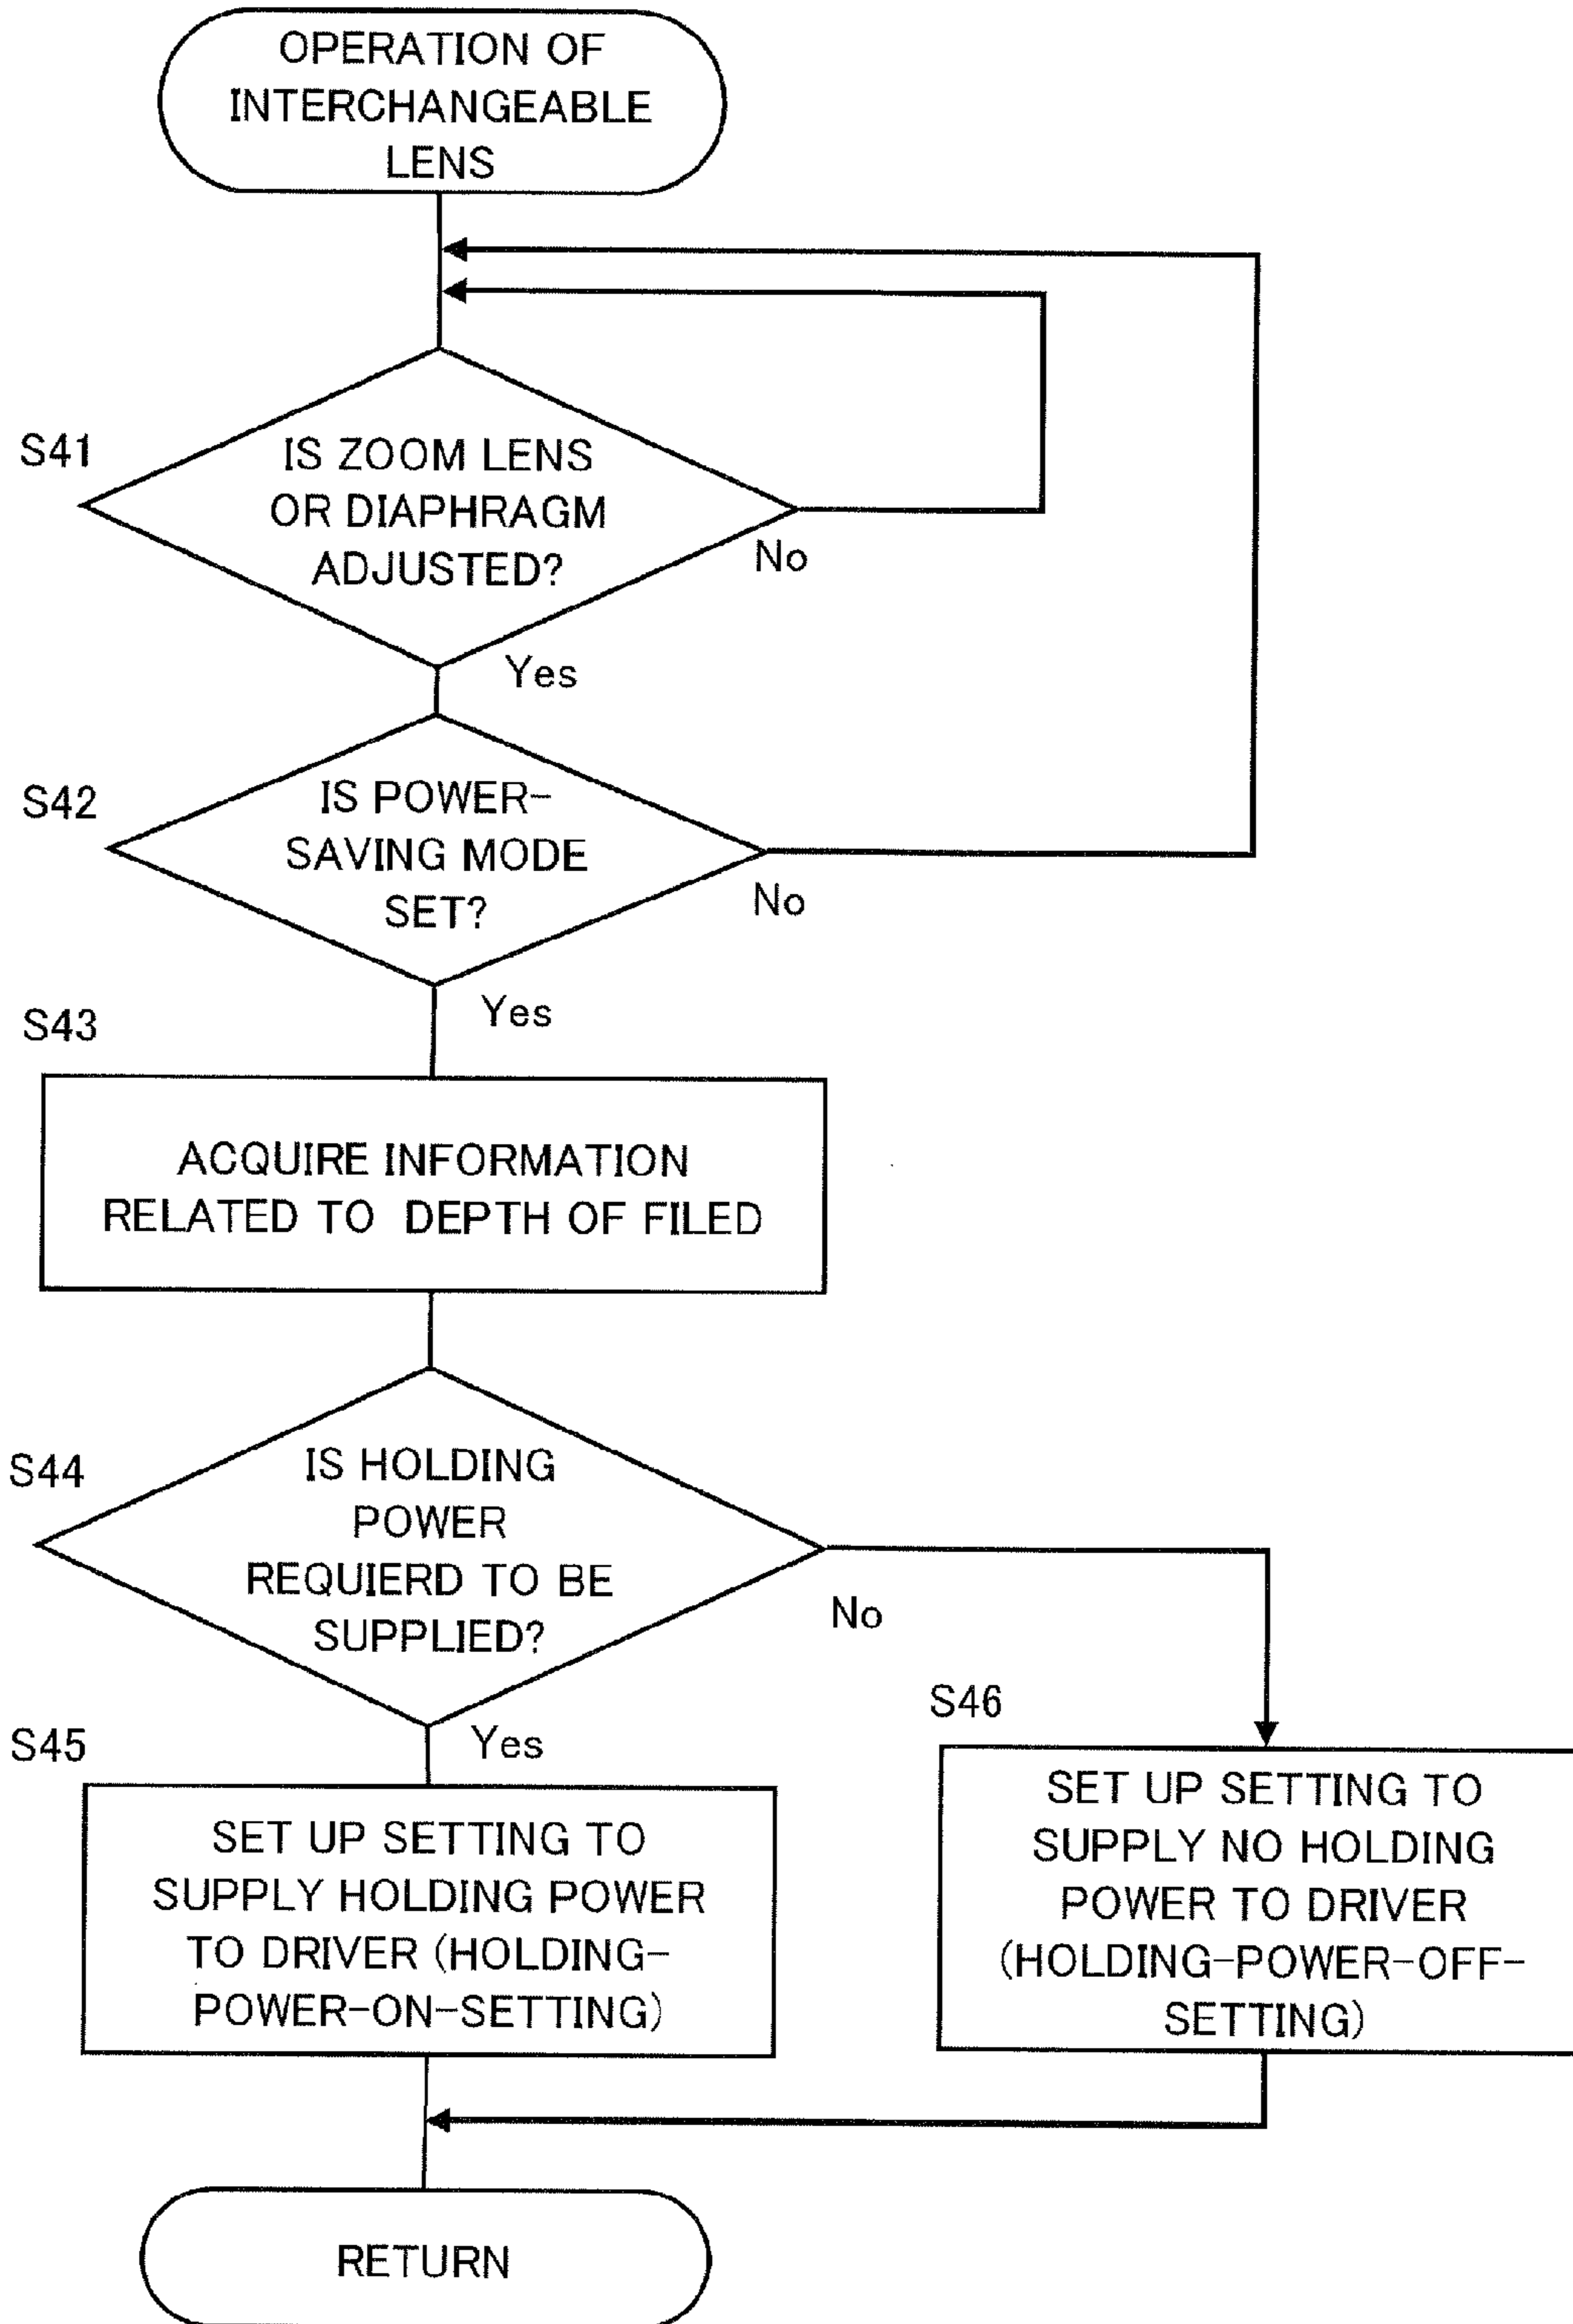 OPERATION OF
INTERCHANGEABLE
LENS
S41
IS ZOOM LENS
OR DIAPHRAGM
ADJUSTED?
No
Yes
S42
IS POWER-
SAVING MODE
SET?
No
Yes
S43
ACQUIRE INFORMATION
RELATED TO DEPTH OF FILED
S44
IS HOLDING
POWER
REQUIERD TO BE
SUPPLIED?
No
Yes
S45
SET UP SETTING TO
SUPPLY HOLDING POWER
TO DRIVER (HOLDING-
POWER-ON-SETTING)
S46
SET UP SETTING TO
SUPPLY NO HOLDING
POWER TO DRIVER
(HOLDING-POWER-OFF-
SETTING)
RETURN